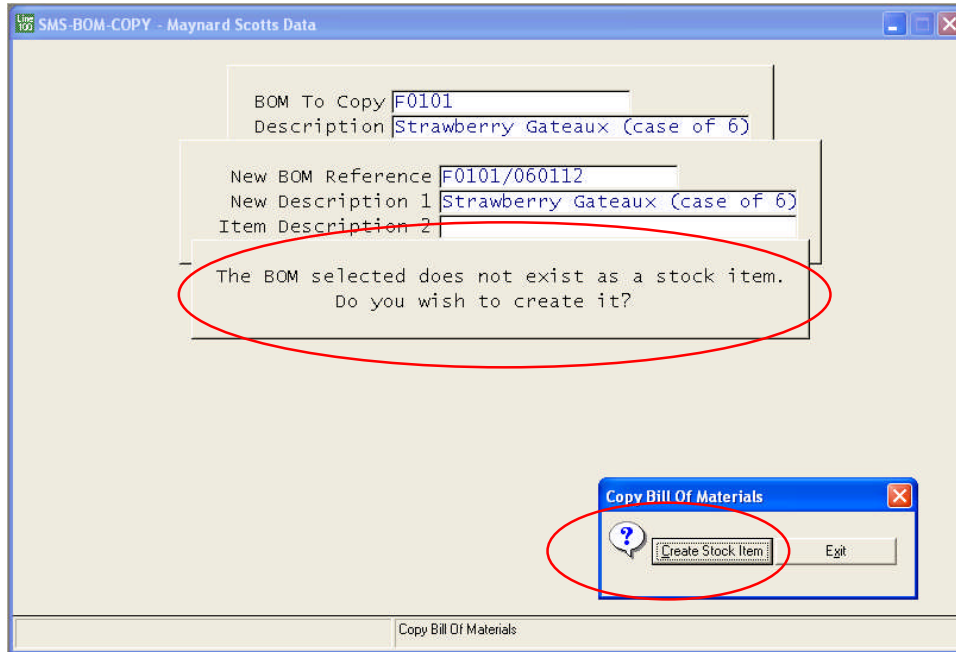 Line
100
SMS-BOM-COPY - Maynard Scotts Data
BOM To Copy F0101
Description Strawberry Gateaux (case of 6)
New BOM Reference F0101/060112
New Description 1 Strawberry Gateaux (case of 6)
Item Description 2
The BOM selected does not exist as a stock item.
Do you wish to create it?
Copy Bill Of Materials
?
Create Stock Item
Exit
Copy Bill Of Materials